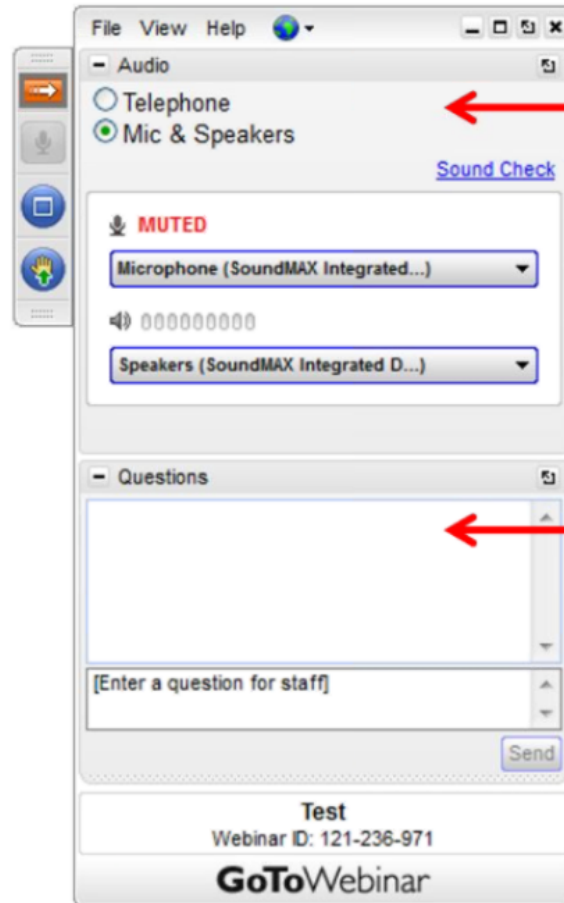 File View Help
Audio
Telephone
Mic & Speakers
Sound Check
MUTED
Microphone (SoundMAX Integrated...)
000000000
Speakers (SoundMAX Integrated D...)
Questions
[Enter a question for staff]
Send
Test
Webinar ID: 121-236-971
GoToWebinar